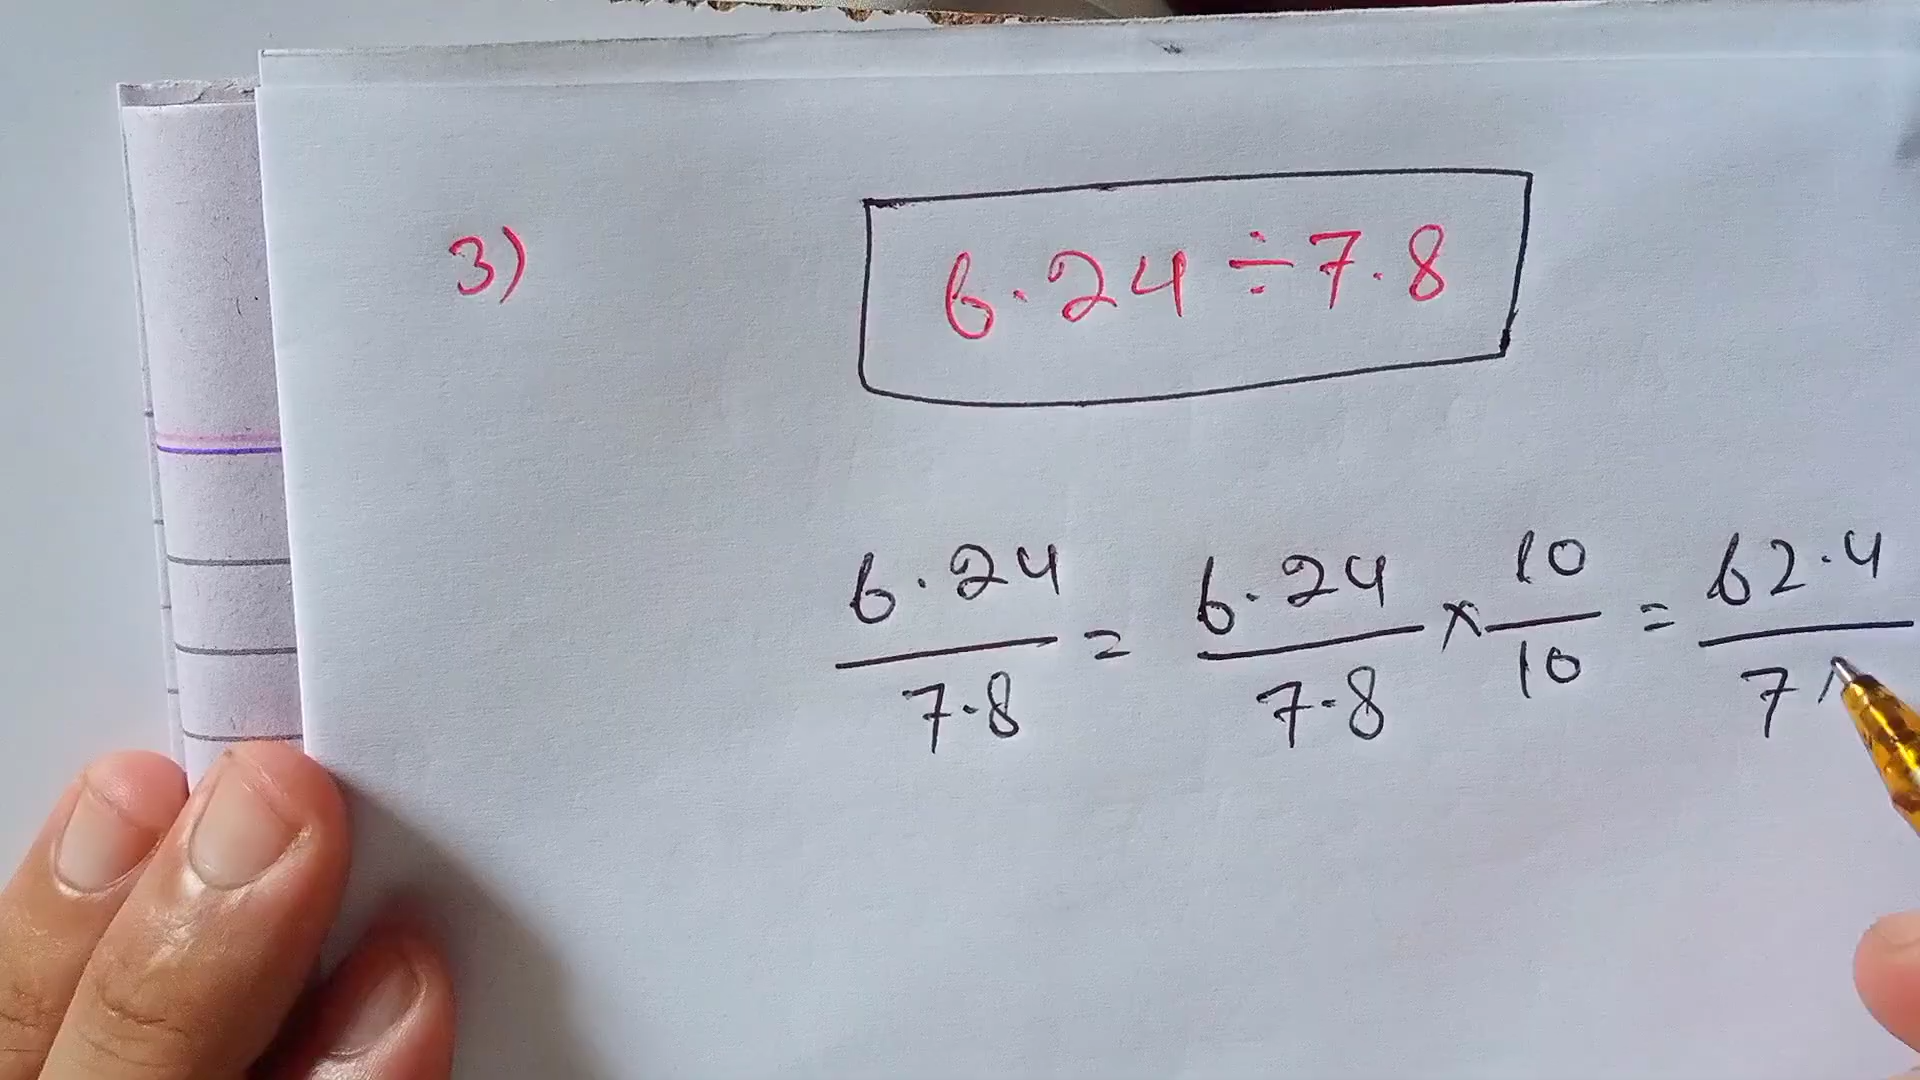 3) 6.24 ÷ 7.8
6.24/7.8 = 6.24/7.8 × 10/10 = 62.4/7